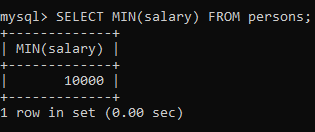 mysql> SELECT MIN(salary) FROM persons;
+-------------+
| MIN(salary) |
+-------------+
|       10000 |
+-------------+
1 row in set (0.00 sec)